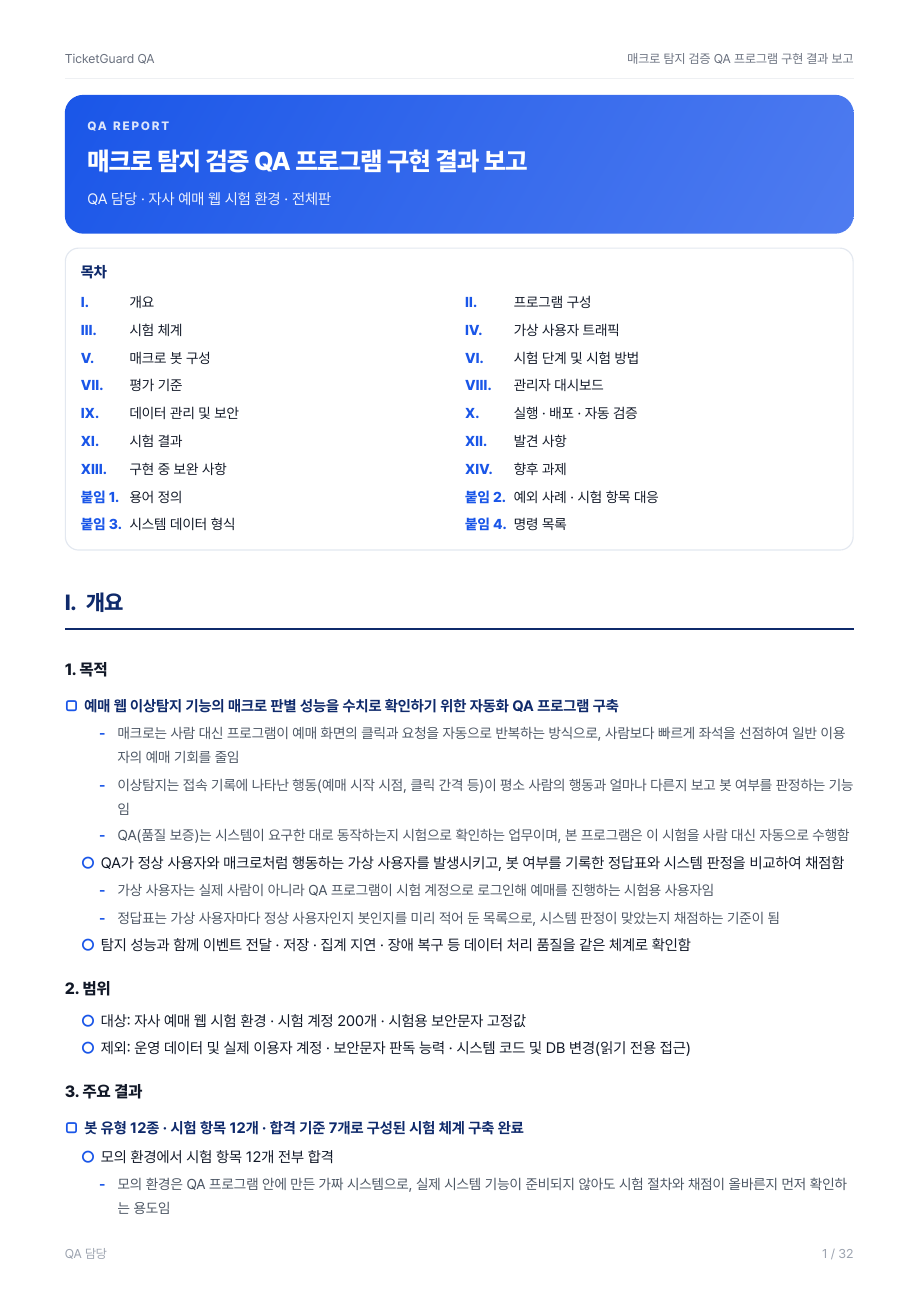 TicketGuard QA
매크로 탐지 검증 QA 프로그램 구현 결과 보고
QA REPORT
매크로 탐지 검증 QA 프로그램 구현 결과 보고
QA 담당 · 자사 예매 웹 시험 환경 · 전체판
목차
I. 개요
II. 프로그램 구성
III. 시험 체계
IV. 가상 사용자 트래픽
V. 매크로 봇 구성
VI. 시험 단계 및 시험 방법
VII. 평가 기준
VIII. 관리자 대시보드
IX. 데이터 관리 및 보안
X. 실행 · 배포 · 자동 검증
XI. 시험 결과
XII. 발견 사항
XIII. 구현 중 보완 사항
XIV. 향후 과제
붙임 1. 용어 정의
붙임 2. 예외 사례 · 시험 항목 대응
붙임 3. 시스템 데이터 형식
붙임 4. 명령 목록
I. 개요
1. 목적
예매 웹 이상탐지 기능의 매크로 판별 성능을 수치로 확인하기 위한 자동화 QA 프로그램 구축
- 매크로는 사람 대신 프로그램이 예매 화면의 클릭과 요청을 자동으로 반복하는 방식으로, 사람보다 빠르게 좌석을 선점하여 일반 이용
자의 예매 기회를 줄임
- 이상탐지는 접속 기록에 나타난 행동(예매 시작 시점, 클릭 간격 등)이 평소 사람의 행동과 얼마나 다른지 보고 봇 여부를 판정하는 기능
임
- QA(품질 보증)는 시스템이 요구한 대로 동작하는지 시험으로 확인하는 업무이며, 본 프로그램은 이 시험을 사람 대신 자동으로 수행함
QA가 정상 사용자와 매크로처럼 행동하는 가상 사용자를 발생시키고, 봇 여부를 기록한 정답표와 시스템 판정을 비교하여 채점함
- 가상 사용자는 실제 사람이 아니라 QA 프로그램이 시험 계정으로 로그인해 예매를 진행하는 시험용 사용자임
- 정답표는 가상 사용자마다 정상 사용자인지 봇인지를 미리 적어 둔 목록으로, 시스템 판정이 맞았는지 채점하는 기준이 됨
탐지 성능과 함께 이벤트 전달 · 저장 · 집계 지연 · 장애 복구 등 데이터 처리 품질을 같은 체계로 확인함
2. 범위
대상: 자사 예매 웹 시험 환경 · 시험 계정 200개 · 시험용 보안문자 고정값
제외: 운영 데이터 및 실제 이용자 계정 · 보안문자 판독 능력 · 시스템 코드 및 DB 변경(읽기 전용 접근)
3. 주요 결과
봇 유형 12종 · 시험 항목 12개 · 합격 기준 7개로 구성된 시험 체계 구축 완료
모의 환경에서 시험 항목 12개 전부 합격
- 모의 환경은 QA 프로그램 안에 만든 가짜 시스템으로, 실제 시스템 기능이 준비되지 않아도 시험 절차와 채점이 올바른지 먼저 확인하
는 용도임
QA 담당
1 / 32